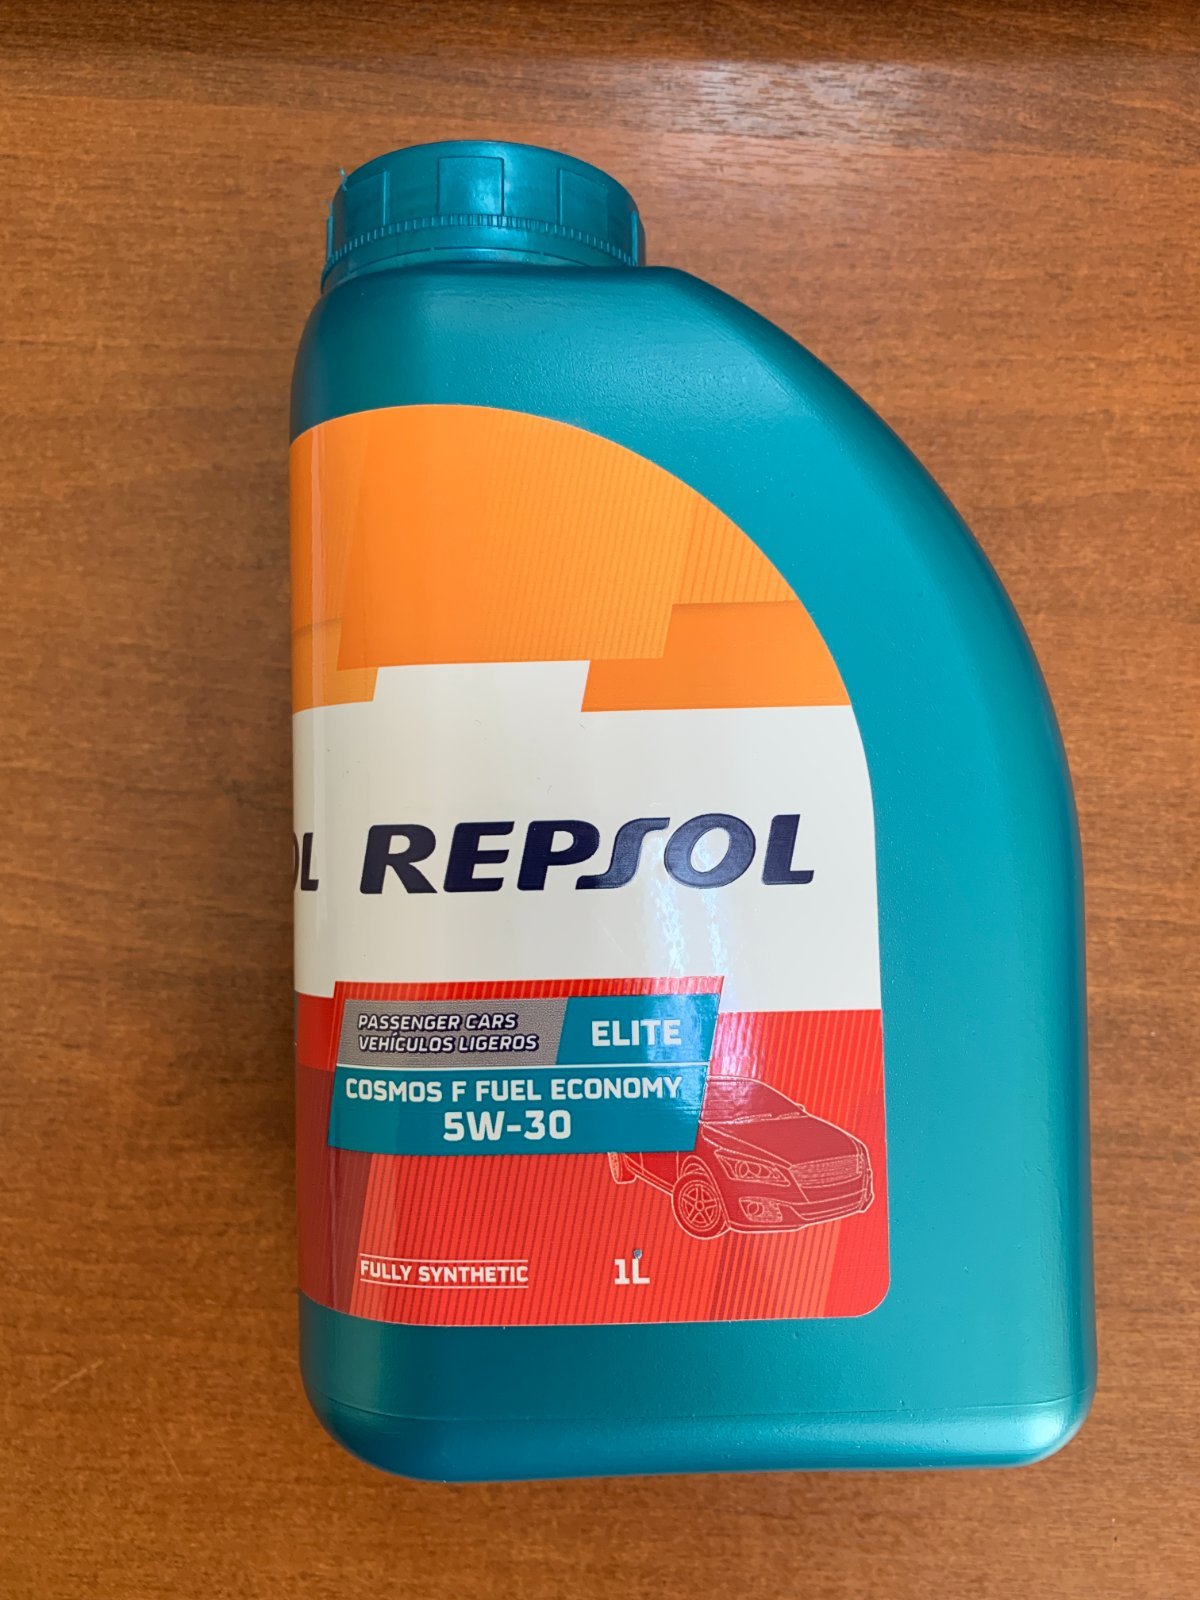 OL REPSOL
PASSENGER CARS
VEHÍCULOS LIGEROS
ELITE
COSMOS F FUEL ECONOMY
5W-30
FULLY SYNTHETIC
1L